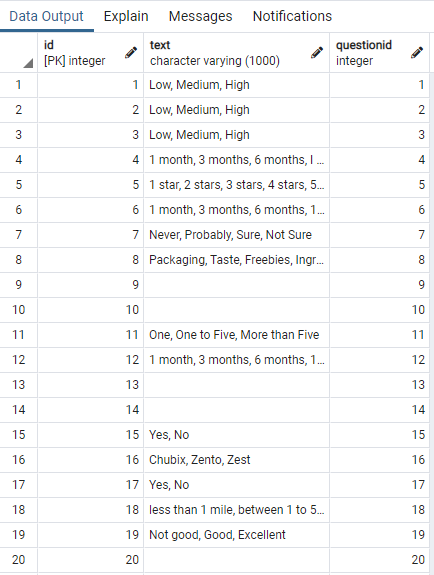 Data Output Explain Messages Notifications
id text questionid
[PK] integer character varying (1000) integer
1 1 Low, Medium, High 1
2 2 Low, Medium, High 2
3 3 Low, Medium, High 3
4 4 1 month, 3 months, 6 months, I ... 4
5 5 1 star, 2 stars, 3 stars, 4 stars, 5... 5
6 6 1 month, 3 months, 6 months, 1... 6
7 7 Never, Probably, Sure, Not Sure 7
8 8 Packaging, Taste, Freebies, Ingr... 8
9 9 9
10 10 10
11 11 One, One to Five, More than Five 11
12 12 1 month, 3 months, 6 months, 1... 12
13 13 13
14 14 14
15 15 Yes, No 15
16 16 Chubix, Zento, Zest 16
17 17 Yes, No 17
18 18 less than 1 mile, between 1 to 5... 18
19 19 Not good, Good, Excellent 19
20 20 20